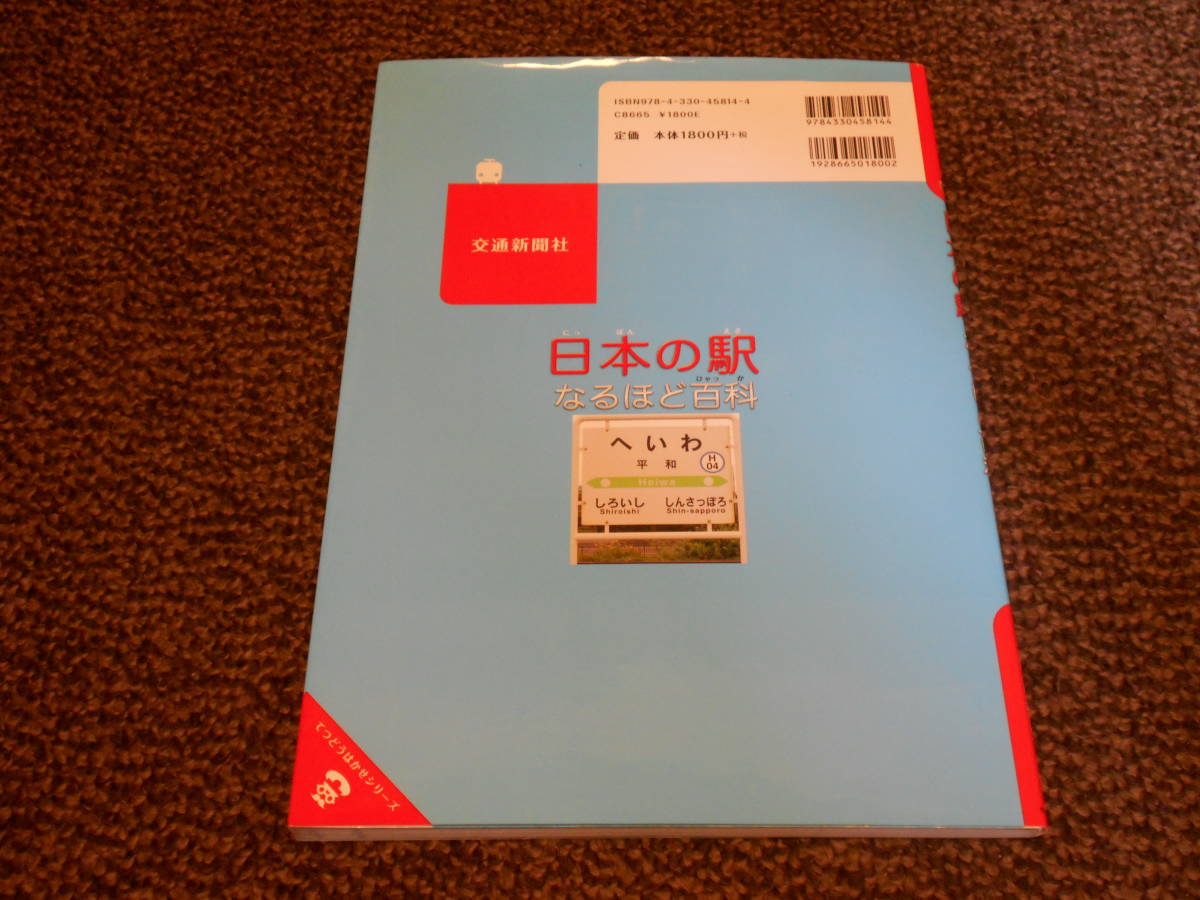 ISBN978-4-330-45814-4
C8665 ¥1800E
定価 本体1800円+税
9784330458144
1928665018002
交通新聞社
にっ ぽん えき
日本の駅
ひゃっ か
なるほど百科
へいわ
平和
H
04
Heiwa
しろいし しんさっぽろ
Shiroishi Shin-sapporo
てつどうはかせシリーズ